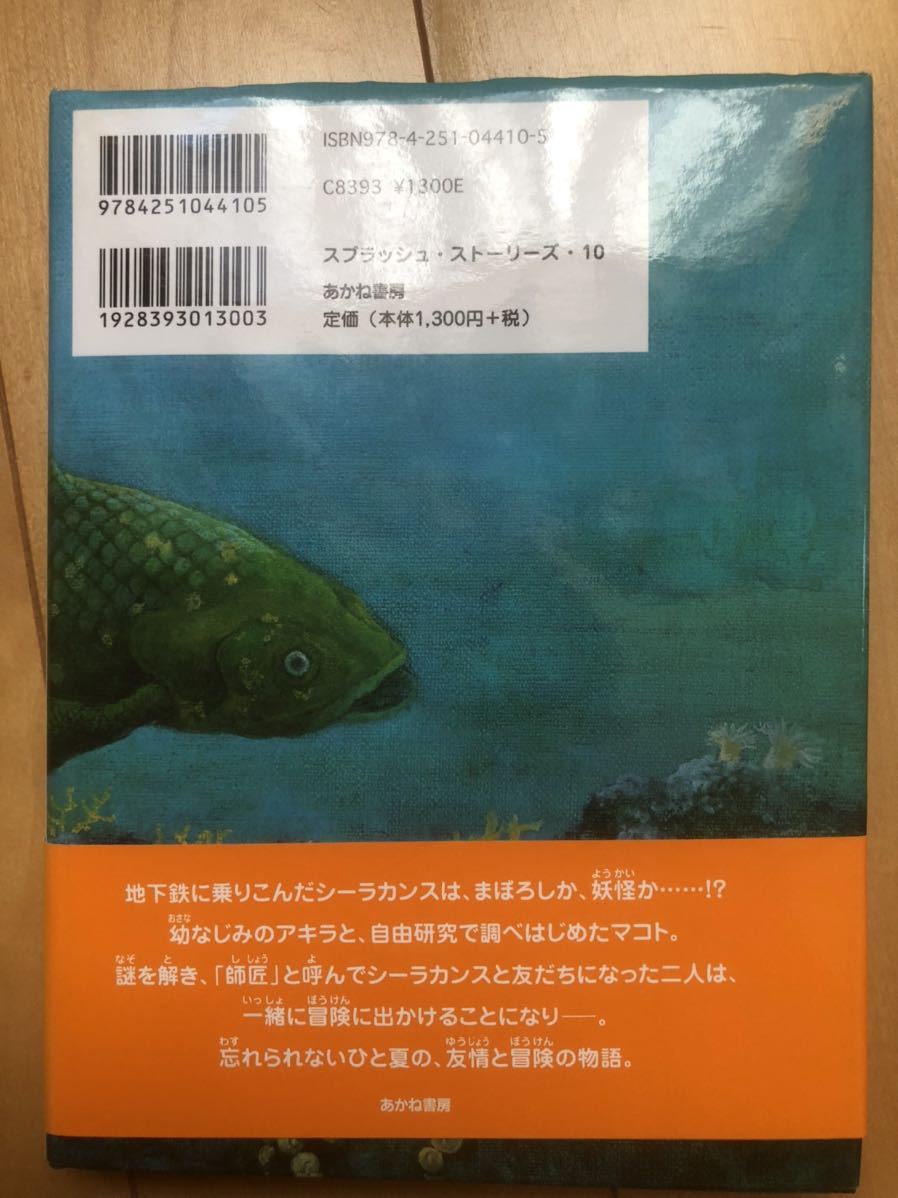 ISBN978-4-251-04410-5
C8393 ¥1300E
9784251044105
スプラッシュ・ストーリーズ・10
あかね書房
定価(本体1,300円+税)
1928393013003
地下鉄に乗りこんだシーラカンスは、まぼろしか、妖怪か……!?
幼なじみのアキラと、自由研究で調べはじめたマコト。
謎を解き、「師匠」と呼んでシーラカンスと友だちになった二人は、
一緒に冒険に出かけることになり──。
忘れられないひと夏の、友情と冒険の物語。
あかね書房